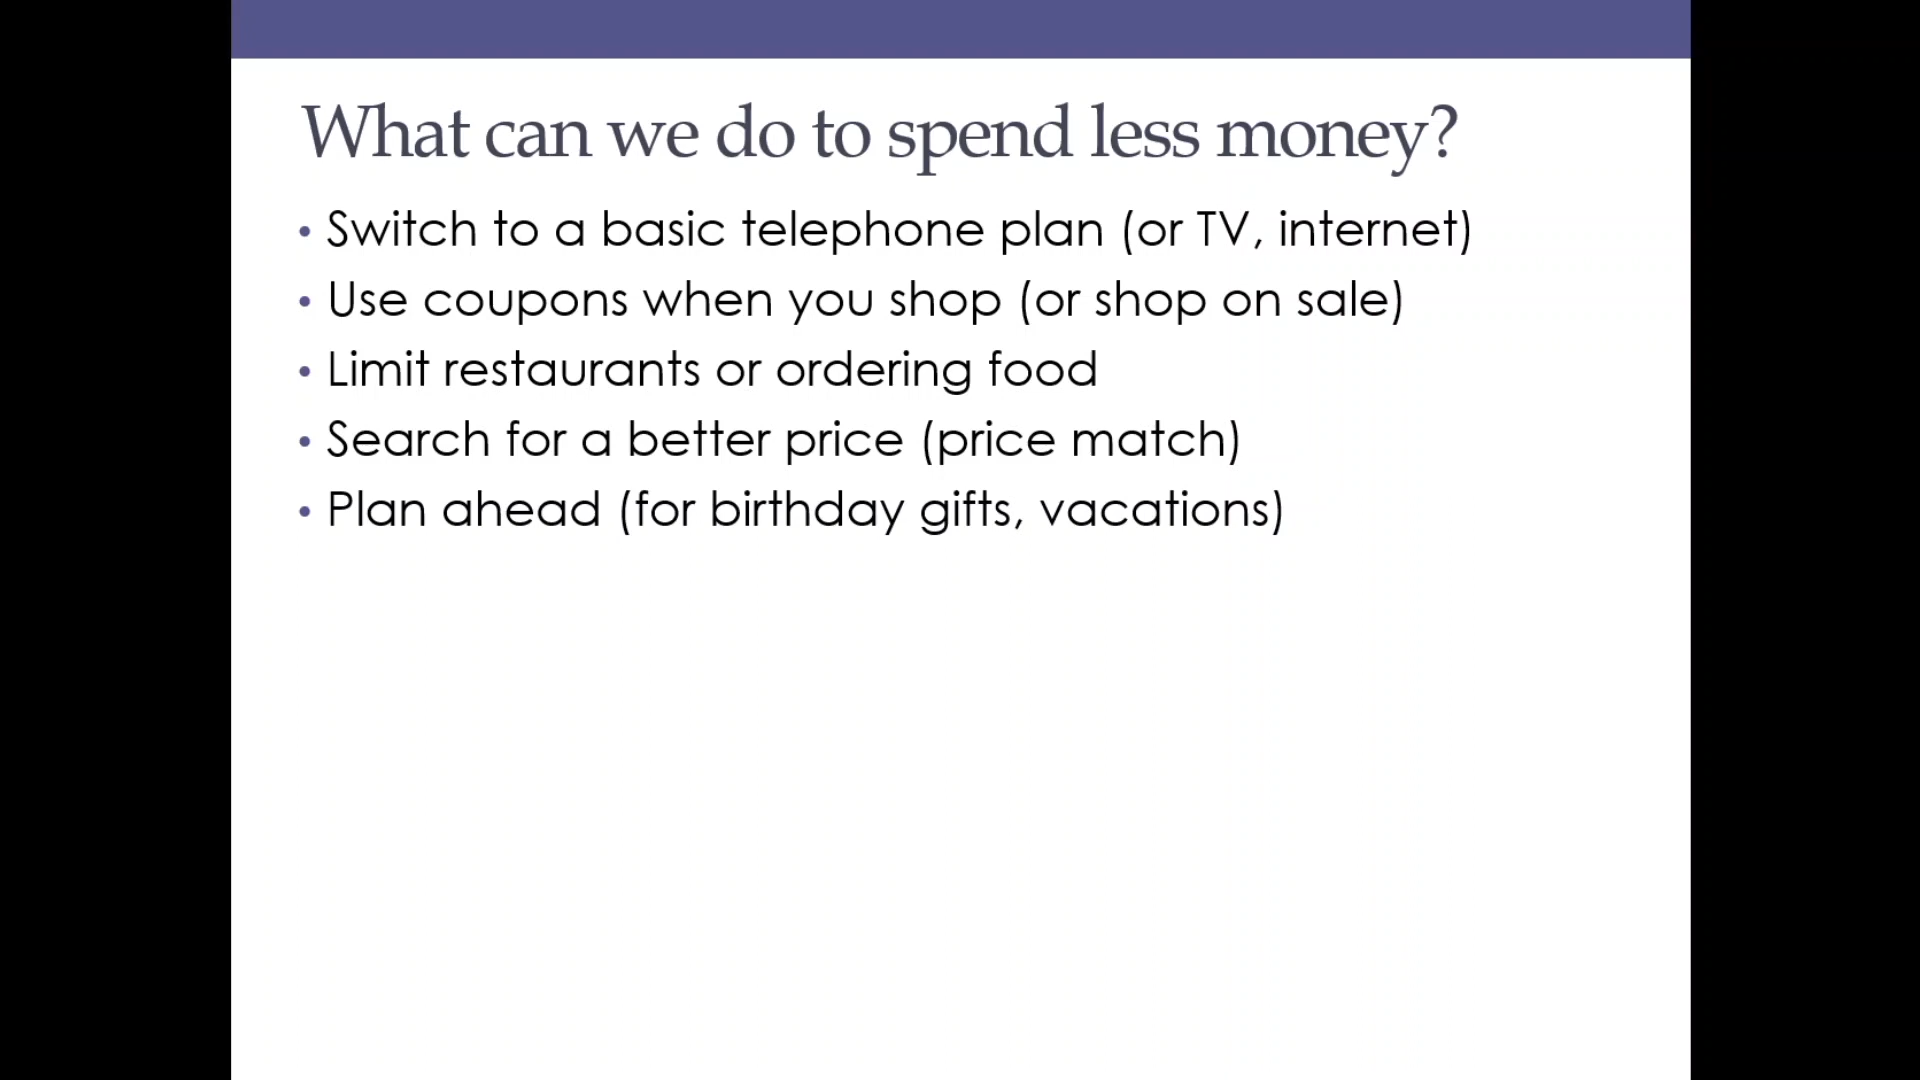 What can we do to spend less money?
• Switch to a basic telephone plan (or TV, internet)
• Use coupons when you shop (or shop on sale)
• Limit restaurants or ordering food
• Search for a better price (price match)
• Plan ahead (for birthday gifts, vacations)